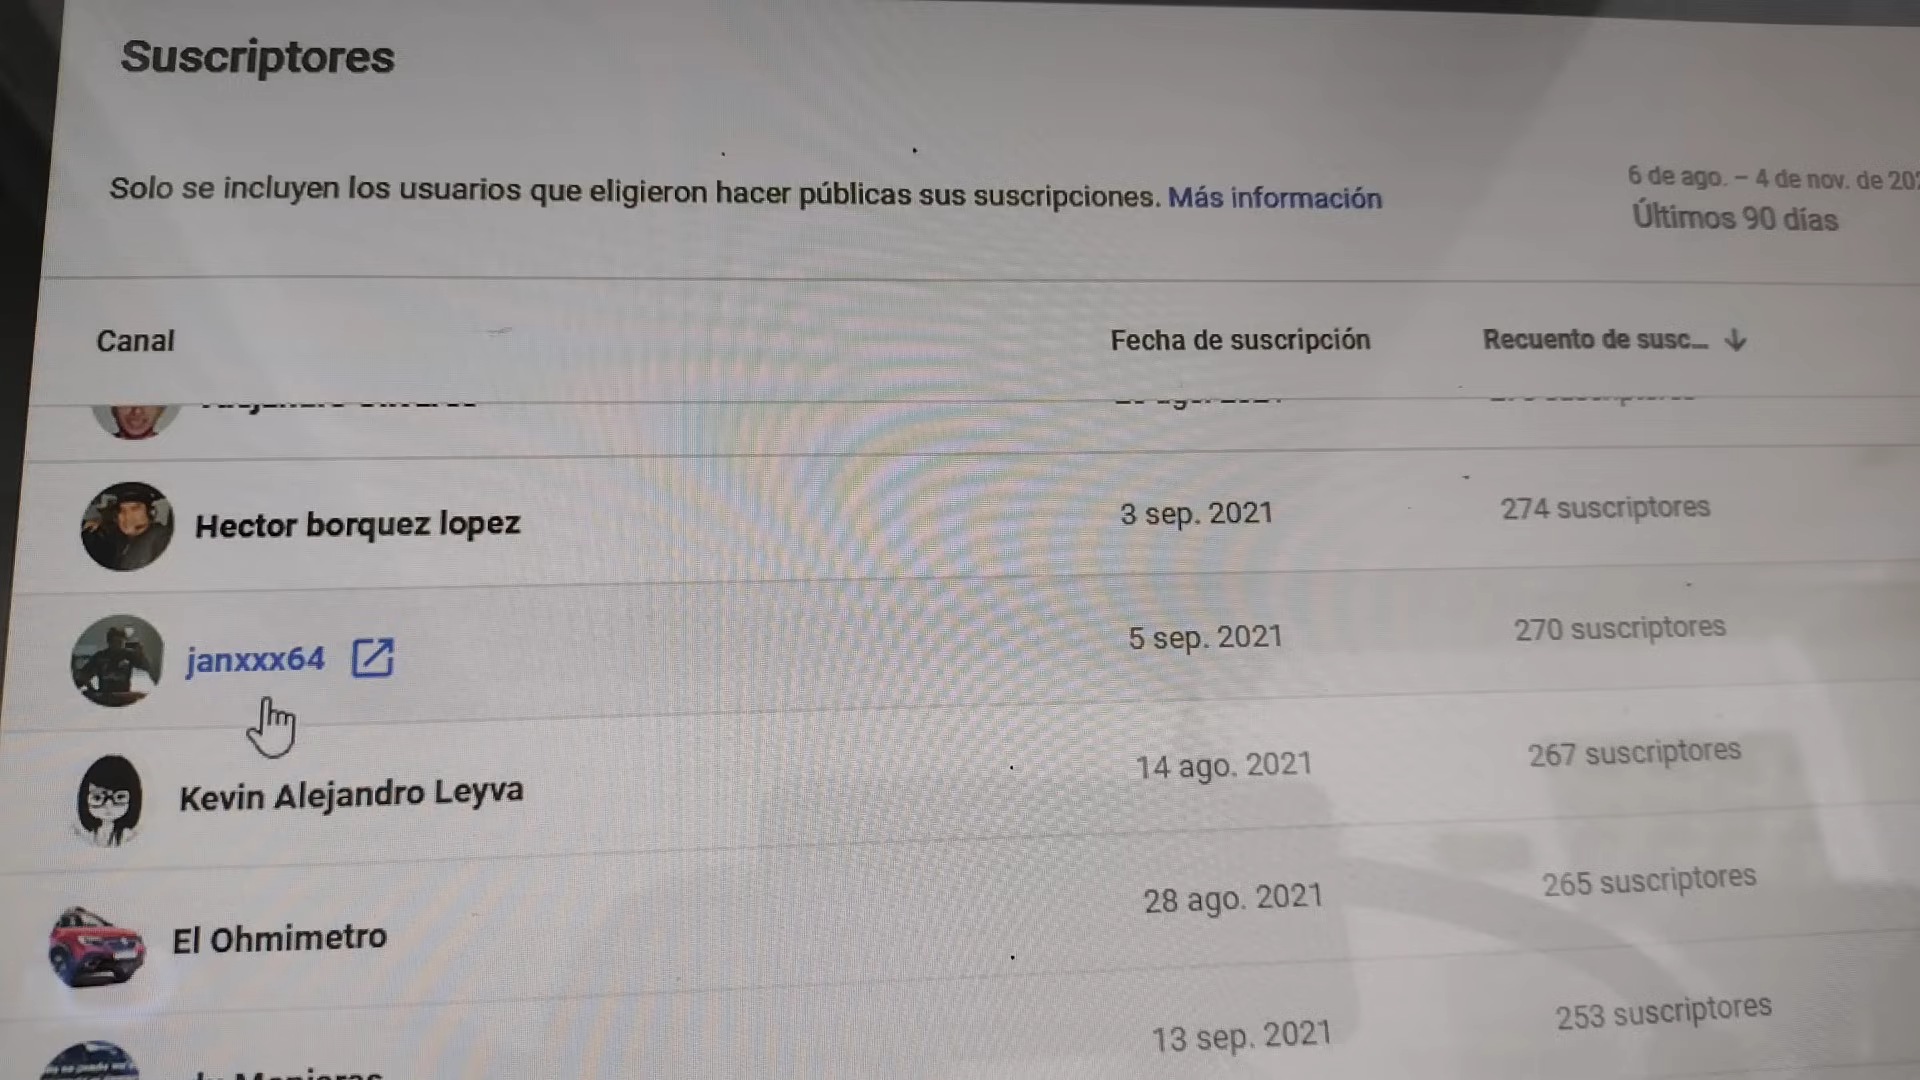 Suscriptores
Solo se incluyen los usuarios que eligieron hacer públicas sus suscripciones. Más información
6 de ago. – 4 de nov. de 202
Últimos 90 días
Canal Fecha de suscripción Recuento de susc... ↓
Hector borquez lopez 3 sep. 2021 274 suscriptores
janxxx64 5 sep. 2021 270 suscriptores
Kevin Alejandro Leyva 14 ago. 2021 267 suscriptores
El Ohmimetro 28 ago. 2021 265 suscriptores
13 sep. 2021 253 suscriptores